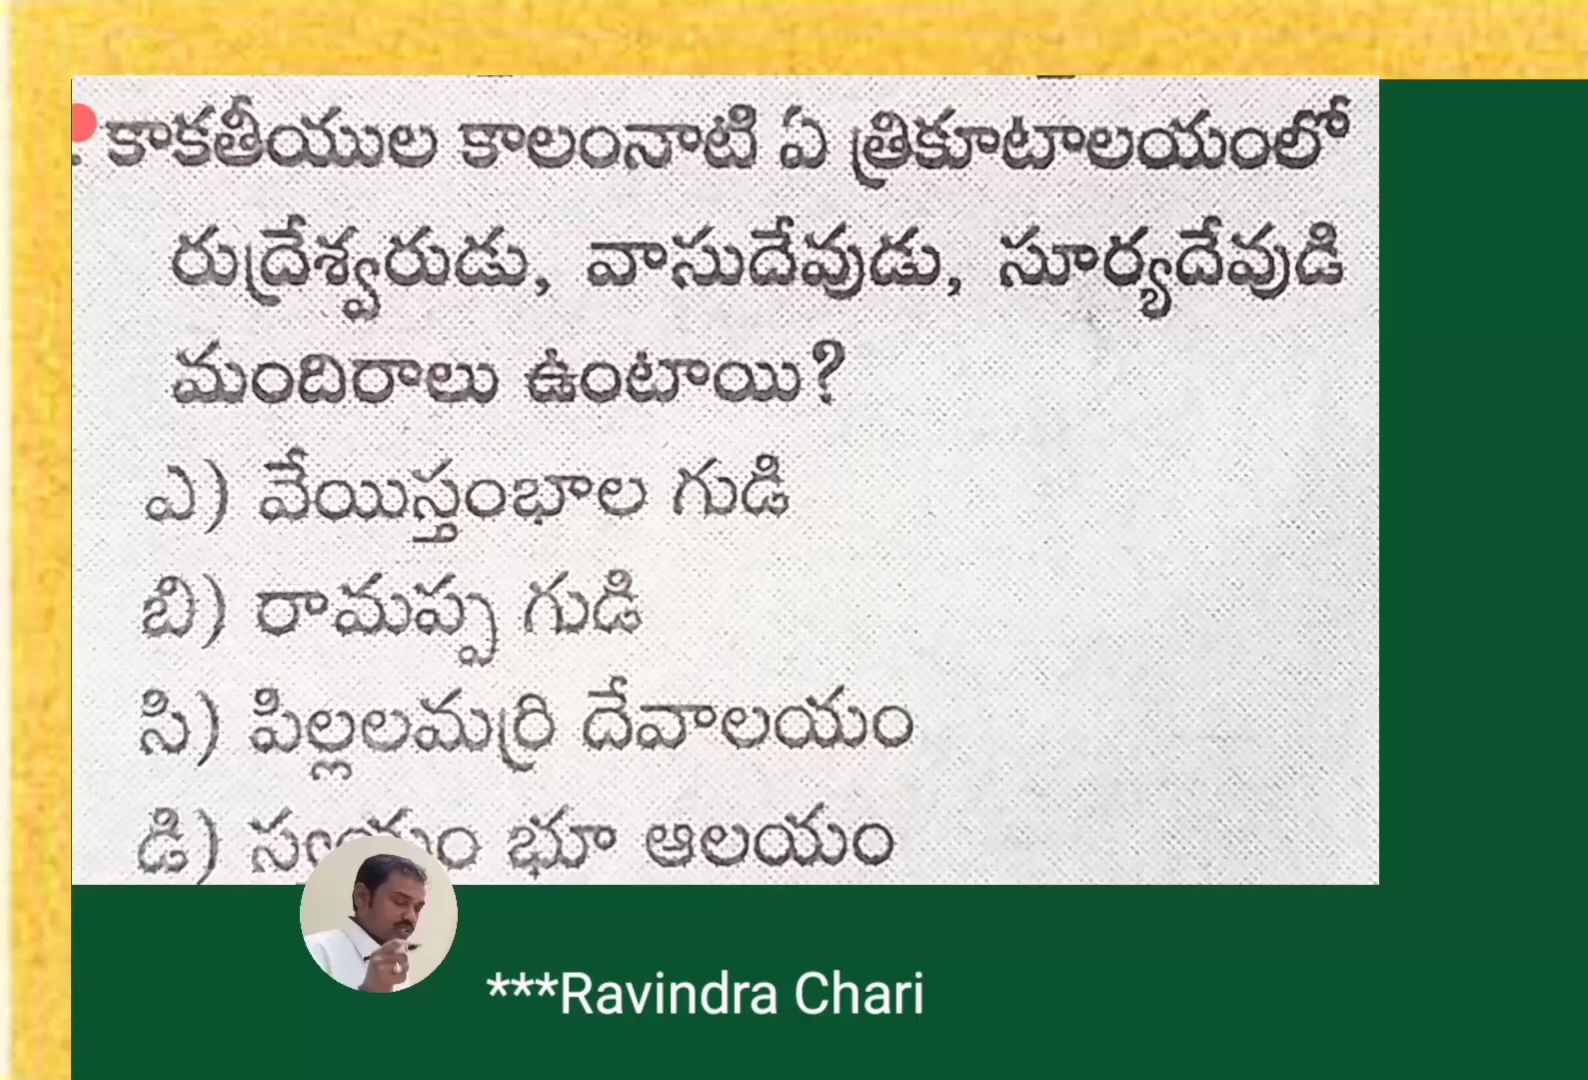 కాకతీయుల కాలంనాటి ఏ త్రికూటాలయంలో
రుద్రేశ్వరుడు, వాసుదేవుడు, సూర్యదేవుడి
మందిరాలు ఉంటాయి?
ఎ) వేయిస్తంభాల గుడి
బి) రామప్ప గుడి
సి) పిల్లలమర్రి దేవాలయం
డి) భూ ఆలయం
***Ravindra Chari